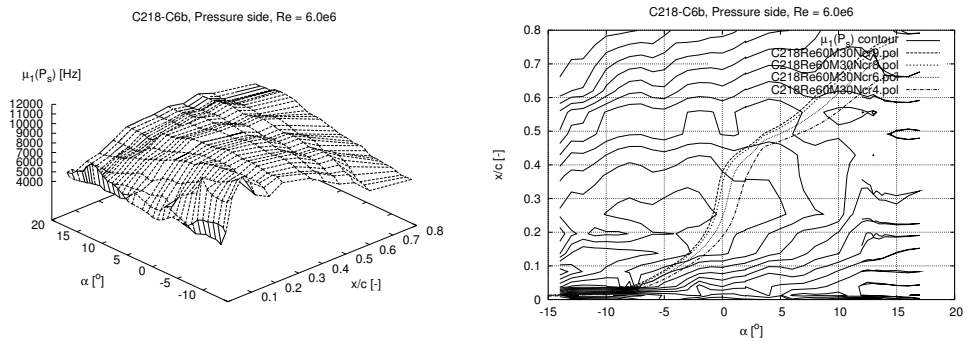 C218-C6b, Pressure side, Re = 6.0e6
μ1(Ps) [Hz]
12000
11000
10000
9000
8000
7000
6000
5000
4000
20
15
10
5
0
-5
-10
α [o]
0.1
0.2
0.3
0.4
0.5
0.6
0.7
0.8
x/c [-]
C218-C6b, Pressure side, Re = 6.0e6
μ1(Ps) contour
C218Re60M30Ncr9.pol
C218Re60M30Ncr8.pol
C218Re60M30Ncr6.pol
C218Re60M30Ncr4.pol
0.8
0.7
0.6
0.5
0.4
0.3
0.2
0.1
0
x/c [-]
-15 -10 -5 0 5 10 15 20
α [o]